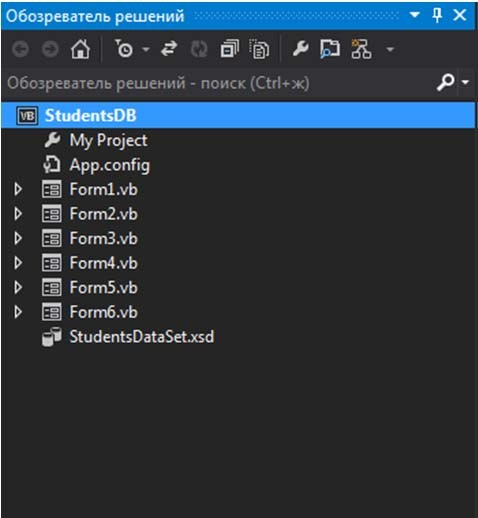 Обозреватель решений
Обозреватель решений - поиск (Ctrl+ж)
VB StudentsDB
My Project
App.config
Form1.vb
Form2.vb
Form3.vb
Form4.vb
Form5.vb
Form6.vb
StudentsDataSet.xsd